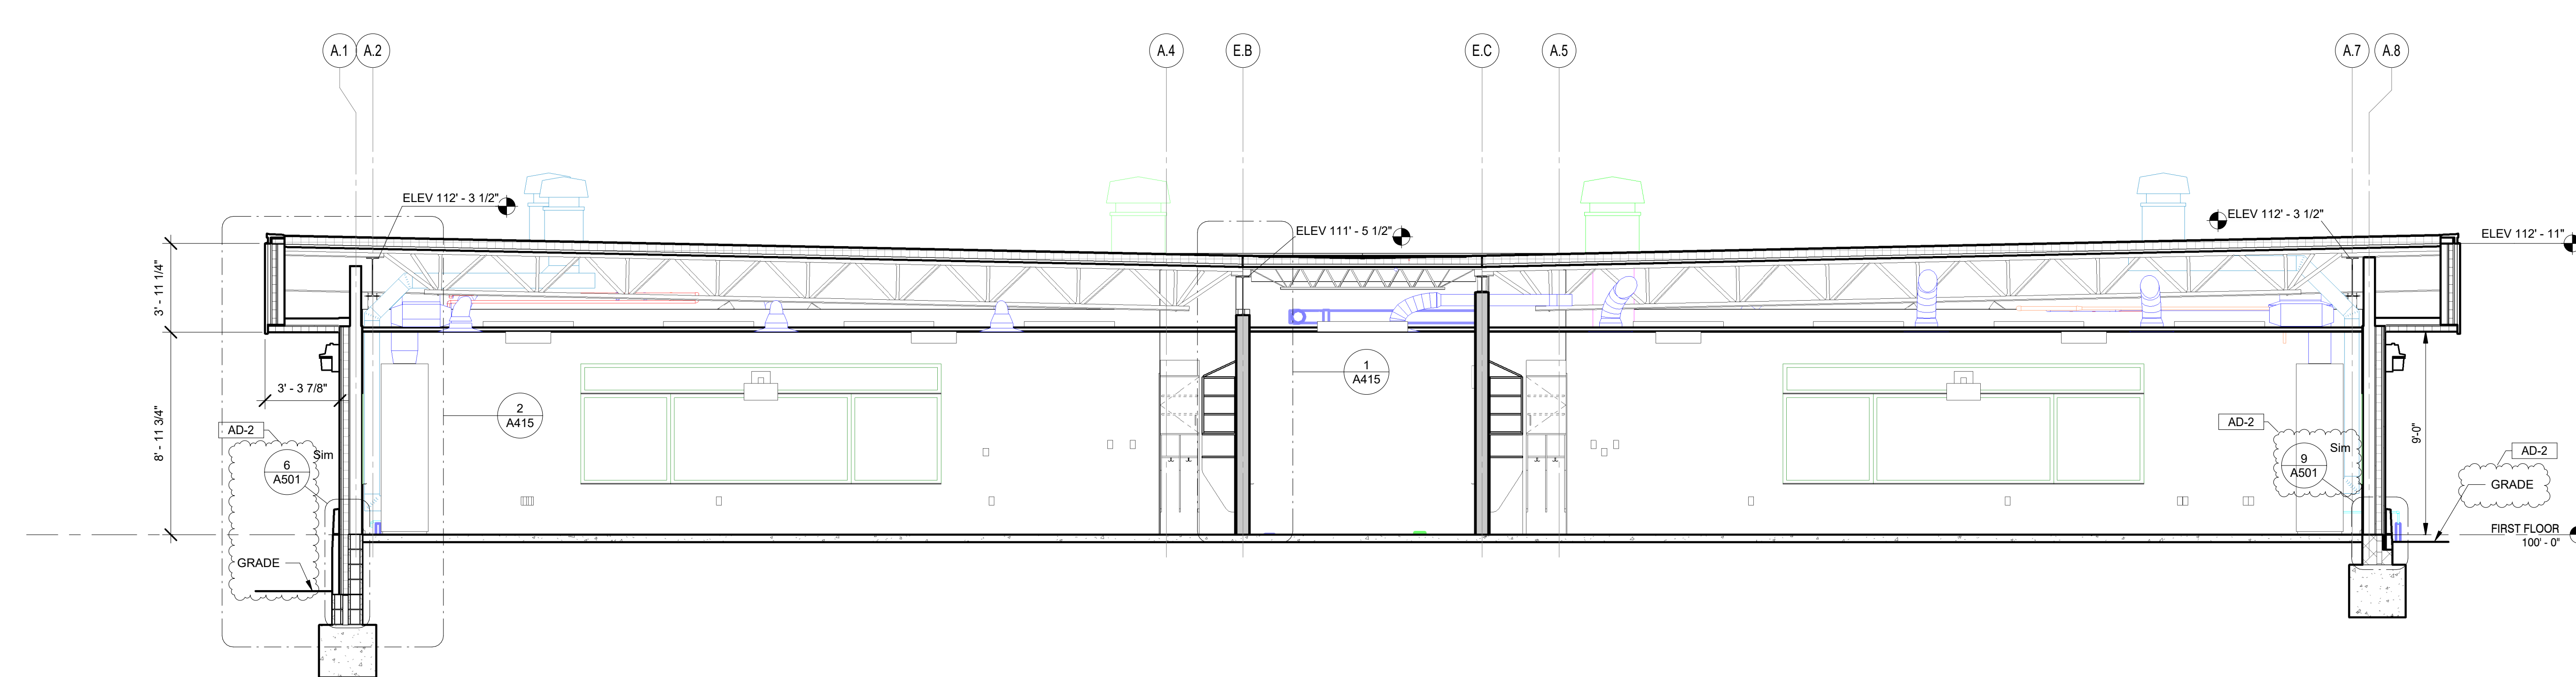 A.1 A.2 A.4 E.B E.C A.5 A.7 A.8
ELEV 112' - 3 1/2"
ELEV 111' - 5 1/2"
ELEV 112' - 3 1/2"
ELEV 112' - 11"
3' - 11 1/4"
3' - 3 7/8"
8' - 11 3/4"
2
A415
1
A415
AD-2
6
A501
Sim
GRADE
AD-2
9
A501
Sim
9'-0"
AD-2
GRADE
FIRST FLOOR
100' - 0"